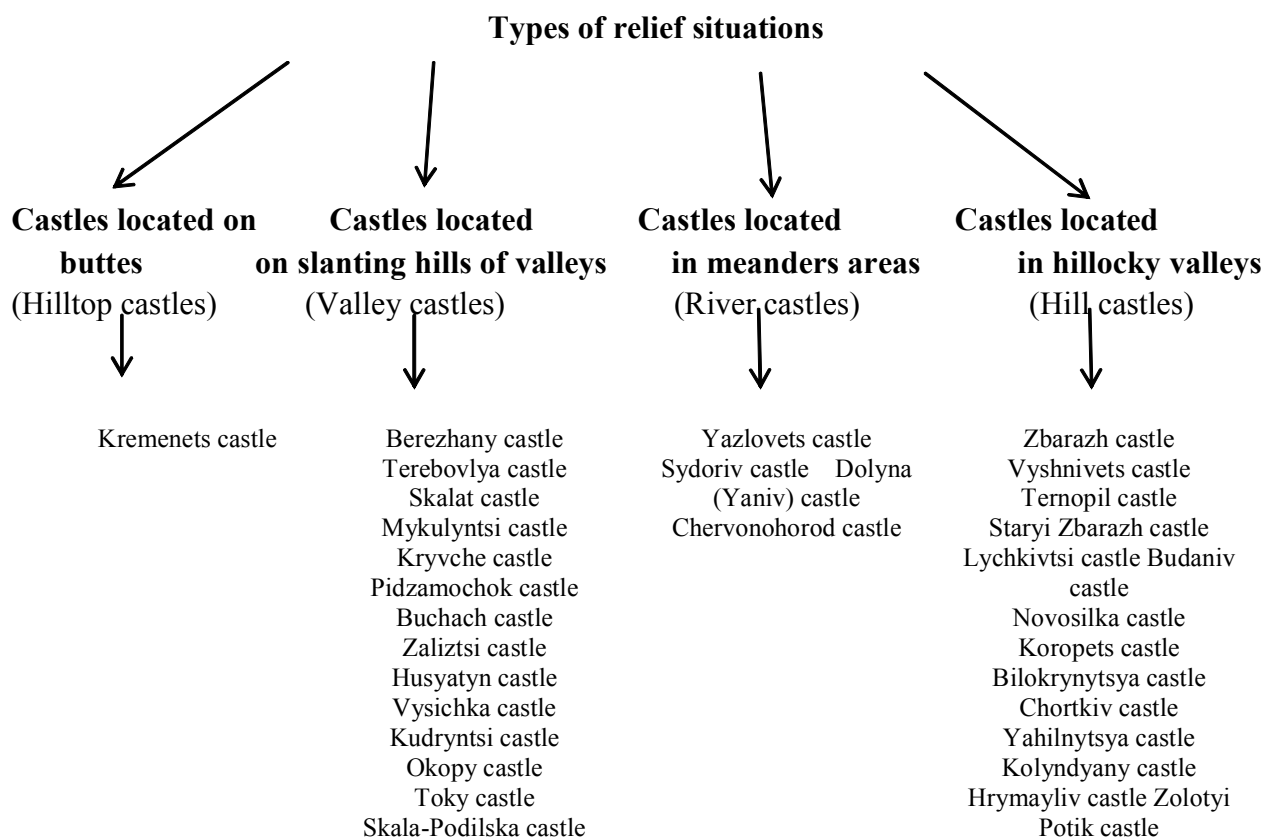 Types of relief situations
Castles located on
buttes
(Hilltop castles)
Kremenets castle
Castles located
on slanting hills of valleys
(Valley castles)
Berezhany castle
Terebovlya castle
Skalat castle
Mykulyntsi castle
Kryvche castle
Pidzamochok castle
Buchach castle
Zaliztsi castle
Husyatyn castle
Vysichka castle
Kudryntsi castle
Okopy castle
Toky castle
Skala-Podilska castle
Castles located
in meanders areas
(River castles)
Yazlovets castle
Sydoriv castle Dolyna
(Yaniv) castle
Chervonohorod castle
Castles located
in hillocky valleys
(Hill castles)
Zbarazh castle
Vyshnivets castle
Ternopil castle
Staryi Zbarazh castle
Lychkivtsi castle Budaniv
castle
Novosilka castle
Koropets castle
Bilokrynytsya castle
Chortkiv castle
Yahilnytsya castle
Kolyndyany castle
Hrymayliv castle Zolotyi
Potik castle